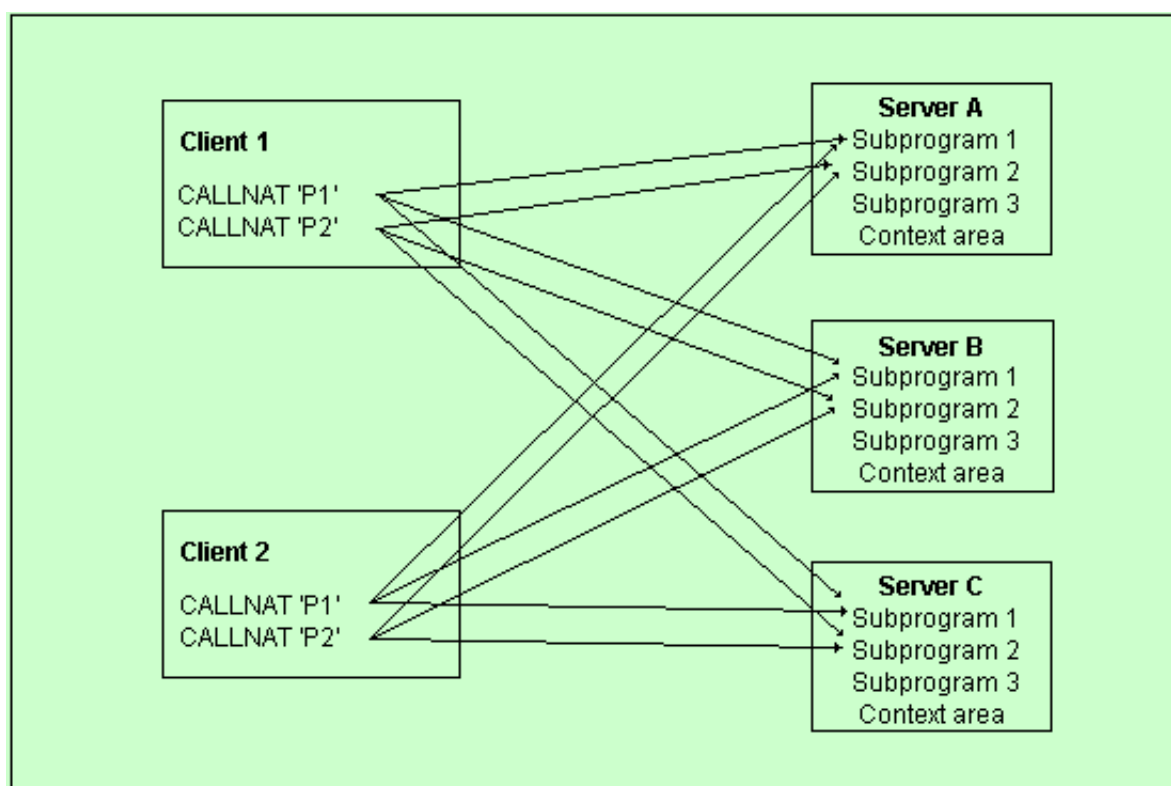 Client 1
CALLNAT 'P1'
CALLNAT 'P2'
Server A
Subprogram 1
Subprogram 2
Subprogram 3
Context area
Server B
Subprogram 1
Subprogram 2
Subprogram 3
Context area
Client 2
CALLNAT 'P1'
CALLNAT 'P2'
Server C
Subprogram 1
Subprogram 2
Subprogram 3
Context area